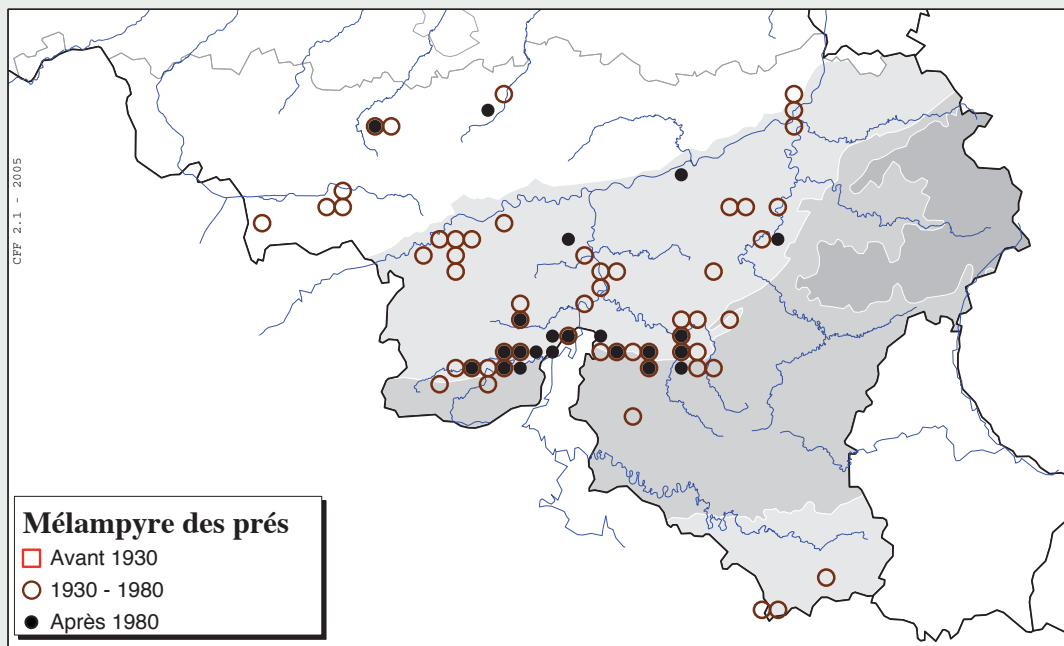 CFF 2.1 - 2005
Mélampyre des prés
Avant 1930
1930 - 1980
Après 1980